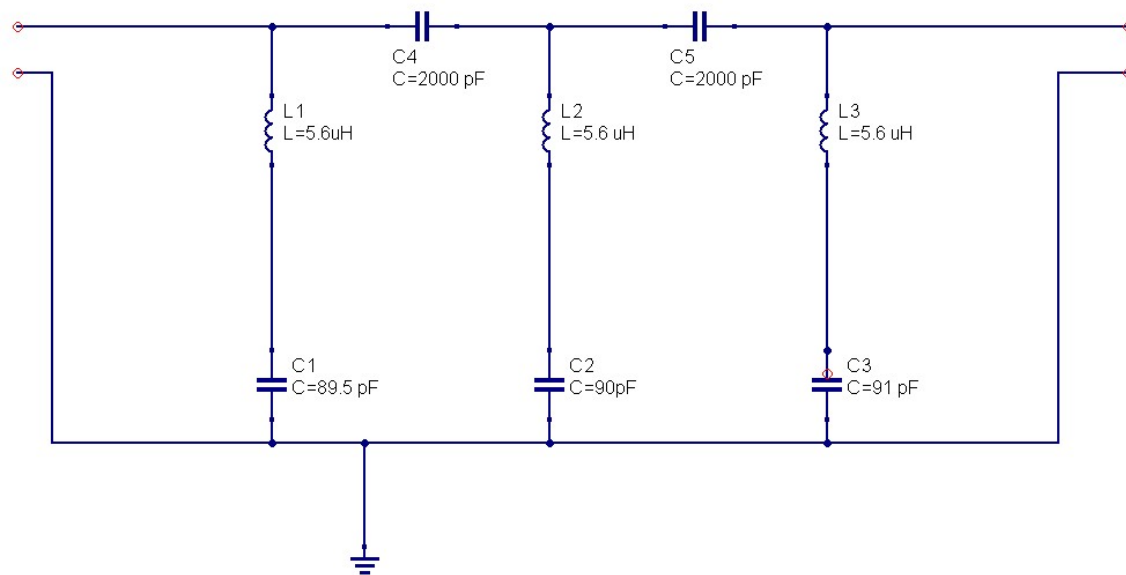 C4
C=2000 pF
C5
C=2000 pF
L1
L=5.6uH
L2
L=5.6 uH
L3
L=5.6 uH
C1
C=89.5 pF
C2
C=90pF
C3
C=91 pF